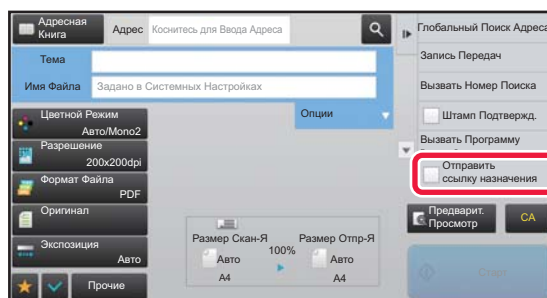 Адресная Книга
Адрес
Коснитесь для Ввода Адреса
Тема
Имя Файла
Задано в Системных Настройках
Опции
Цветной Режим
Авто/Mono2
Разрешение
200x200dpi
Формат Файла
PDF
Оригинал
Экспозиция
Авто
Прочие
Размер Скан-Я
Авто
A4
100%
Размер Отпр-Я
Авто
A4
Глобальный Поиск Адреса
Запись Передач
Вызвать Номер Поиска
Штамп Подтвержд.
Вызвать Программу
Отправить
ссылку назначения
Предварит.
Просмотр
CA
Старт